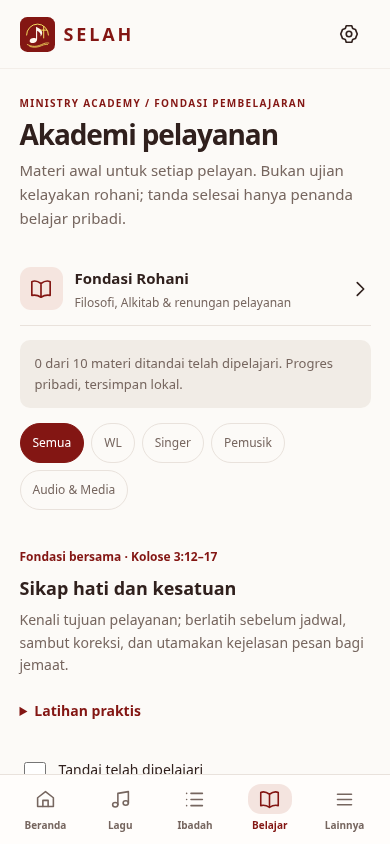 SELAH
MINISTRY ACADEMY / FONDASI PEMBELAJARAN
Akademi pelayanan
Materi awal untuk setiap pelayan. Bukan ujian
kelayakan rohani; tanda selesai hanya penanda
belajar pribadi.
Fondasi Rohani
Filosofi, Alkitab & renungan pelayanan
0 dari 10 materi ditandai telah dipelajari. Progres
pribadi, tersimpan lokal.
Semua WL Singer Pemusik
Audio & Media
Fondasi bersama · Kolose 3:12–17
Sikap hati dan kesatuan
Kenali tujuan pelayanan; berlatih sebelum jadwal,
sambut koreksi, dan utamakan kejelasan pesan bagi
jemaat.
Latihan praktis
Tandai telah dipelajari
Beranda Lagu Ibadah Belajar Lainnya